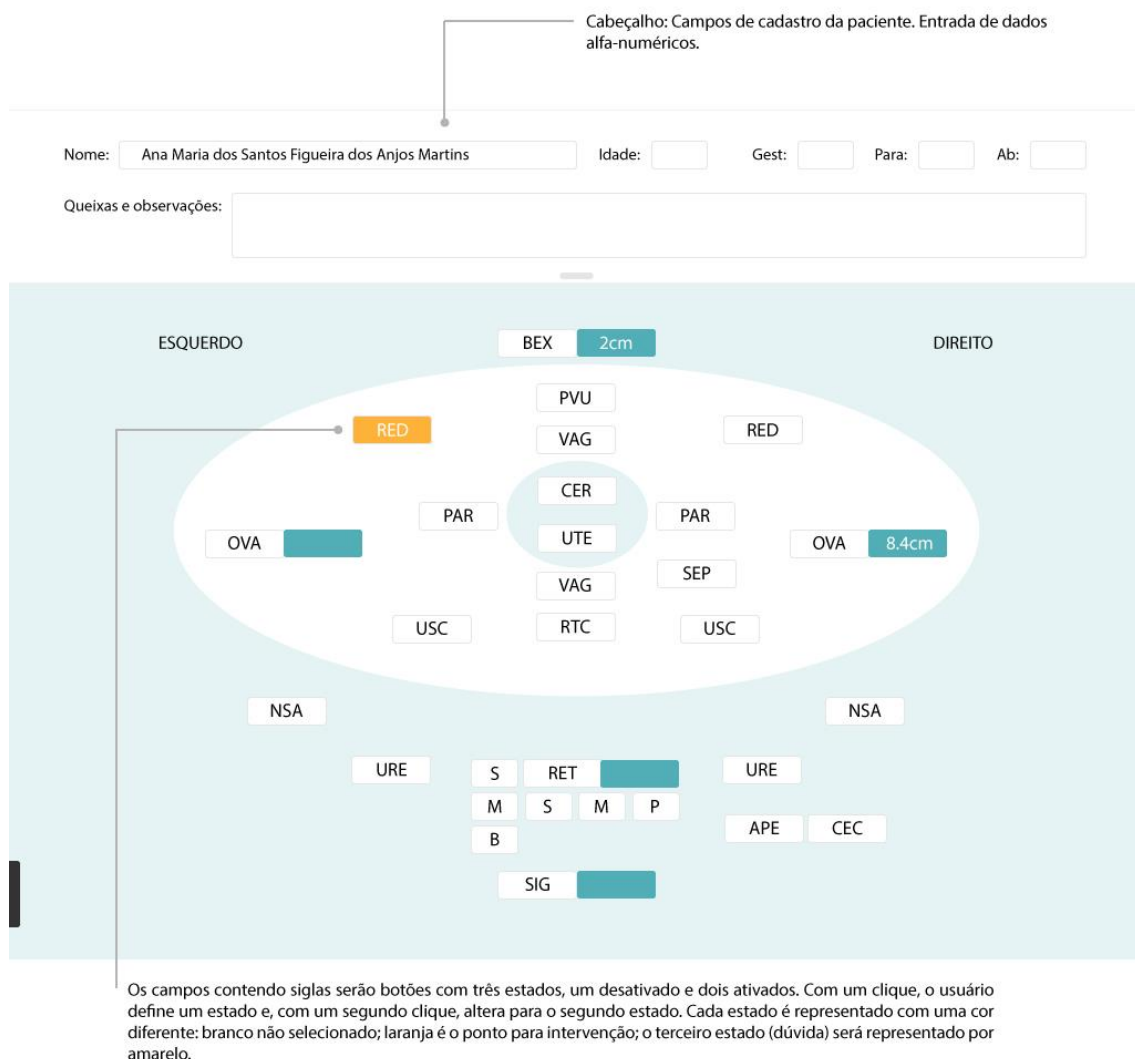 Cabeçalho: Campos de cadastro da paciente. Entrada de dados
alfa-numéricos.
Nome: Ana Maria dos Santos Figueira dos Anjos Martins Idade: Gest: Para: Ab:
Queixas e observações:
ESQUERDO BEX 2cm DIREITO
PVU
RED VAG RED
CER
PAR PAR
OVA UTE OVA 8.4cm
VAG SEP
USC RTC USC
NSA NSA
URE S RET URE
M S M P
B APE CEC
SIG
Os campos contendo siglas serão botões com três estados, um desativado e dois ativados. Com um clique, o usuário
define um estado e, com um segundo clique, altera para o segundo estado. Cada estado é representado com uma cor
diferente: branco não selecionado; laranja é o ponto para intervenção; o terceiro estado (dúvida) será representado por
amarelo.